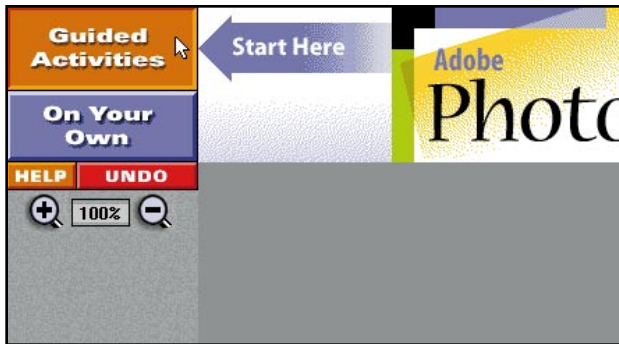 Guided
Activities
Start Here
Adobe
Photo
On Your
Own
HELP UNDO
100%